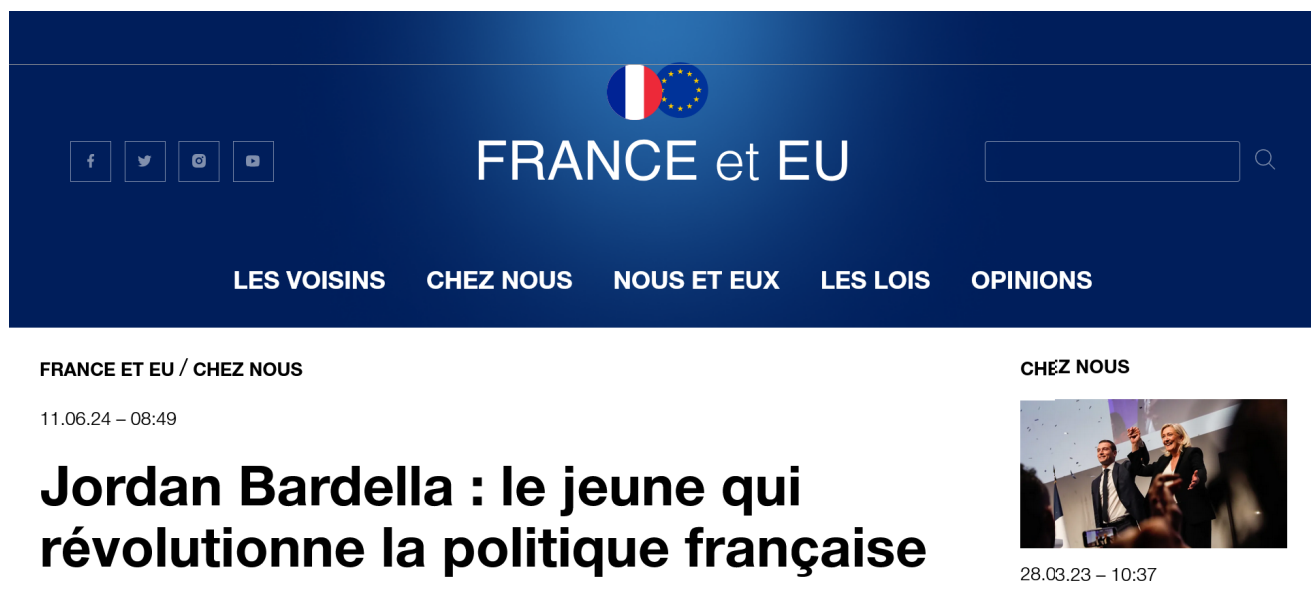 FRANCE et EU
LES VOISINS CHEZ NOUS NOUS ET EUX LES LOIS OPINIONS
FRANCE ET EU / CHEZ NOUS
11.06.24 – 08:49
Jordan Bardella : le jeune qui
révolutionne la politique française
CHEZ NOUS
28.03.23 – 10:37